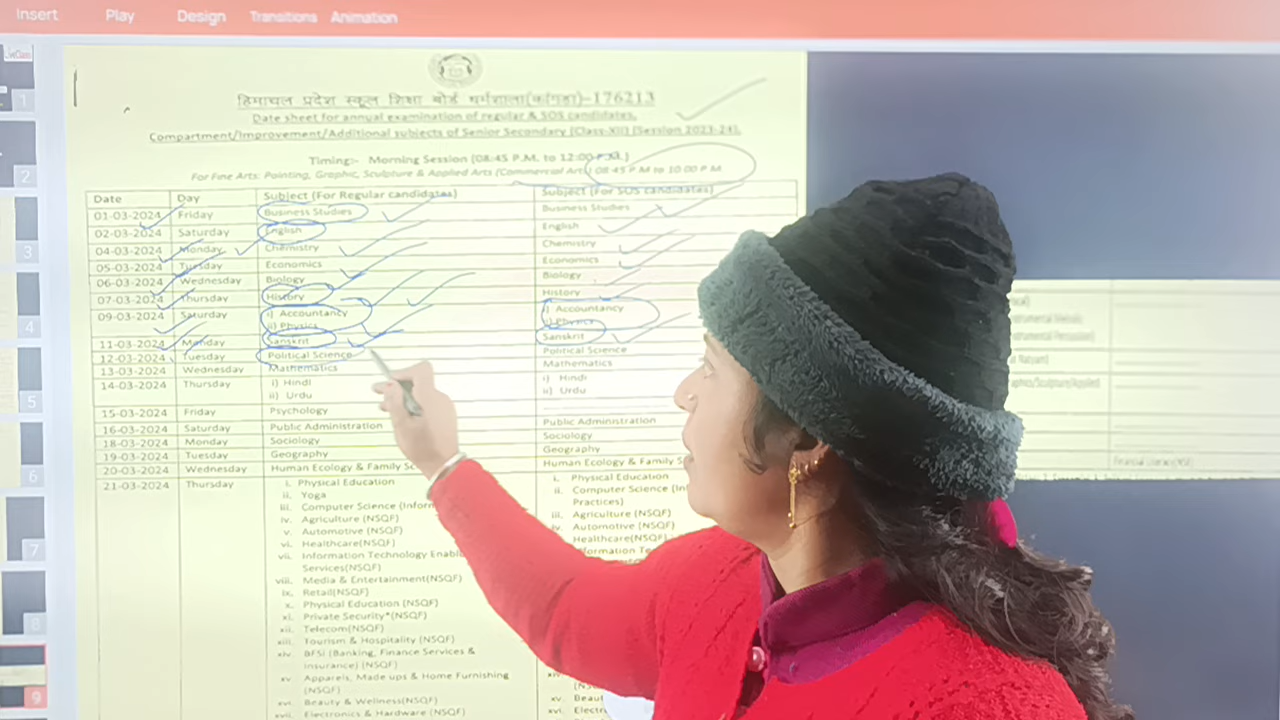 Insert Play Design Transitions Animation
हिमाचल प्रदेश स्कूल शिक्षा बोर्ड धर्मशाला(कांगडा)-176213
Date sheet for annual examination of regular & SOS candidates,
Compartment/Improvement/Additional subjects of Senior Secondary (Class-XII) (Session 2023-24).
Timing:- Morning Session (08:45 P.M. to 12:00 P.M.)
For Fine Arts: Pointing, Graphic, Sculpture & Applied Arts (Commercial Art) 08:45 P.M to 10:00 P.M.
Date Day Subject (For Regular candidates) Subject (For SOS candidates)
01-03-2024 Friday Business Studies Business Studies
02-03-2024 Saturday English English
04-03-2024 Monday Chemistry Chemistry
05-03-2024 Tuesday Economics Economics
06-03-2024 Wednesday Biology Biology
07-03-2024 Thursday History History
09-03-2024 Saturday i) Accountancy i) Accountancy
ii) Physics ii) Physics
11-03-2024 Monday Sanskrit Sanskrit
12-03-2024 Tuesday Political Science Political Science
13-03-2024 Wednesday Mathematics Mathematics
14-03-2024 Thursday i) Hindi i) Hindi
ii) Urdu ii) Urdu
15-03-2024 Friday Psychology
16-03-2024 Saturday Public Administration Public Administration
18-03-2024 Monday Sociology Sociology
19-03-2024 Tuesday Geography Geography
20-03-2024 Wednesday Human Ecology & Family Human Ecology & Family
21-03-2024 Thursday i. Physical Education i. Physical Education
ii. Yoga ii. Computer Science
iii. Computer Science Practices)
iv. Agriculture (NSQF) iii. Agriculture (NSQF)
v. Automotive (NSQF) iv. Automotive (NSQF)
vi. Healthcare(NSQF) Healthcare(NSQF)
vii. Information Technology
Services(NSQF)
viii. Media & Entertainment(NSQF)
ix. Retail(NSQF)
x. Physical Education (NSQF)
xi. Private Security*(NSQF)
xii. Telecom(NSQF)
xiii. Tourism & Hospitality (NSQF)
xiv. BFSI (Banking, Finance Services &
Insurance) (NSQF)
xv. Apparels, Made ups & Home Furnishing
(NSQF)
xvi. Beauty & Wellness(NSQF)
xvii. Electronics & Hardware (NSQF)
1
2
3
4
5
6
7
8
9